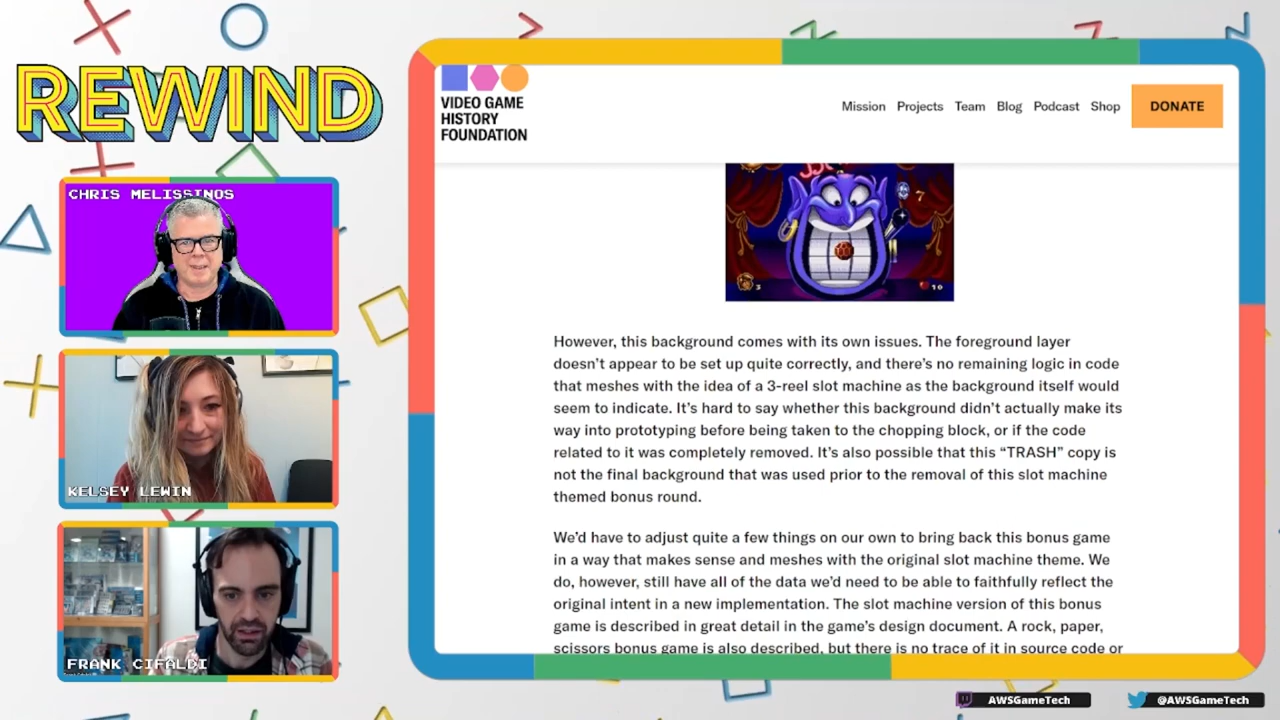 REWIND
CHRIS MELISSINOS
KELSEY LEWIN
FRANK CIFALDI
VIDEO GAME
HISTORY
FOUNDATION
Mission Projects Team Blog Podcast Shop DONATE
7
3
10
However, this background comes with its own issues. The foreground layer
doesn’t appear to be set up quite correctly, and there’s no remaining logic in code
that meshes with the idea of a 3-reel slot machine as the background itself would
seem to indicate. It’s hard to say whether this background didn’t actually make its
way into prototyping before being taken to the chopping block, or if the code
related to it was completely removed. It’s also possible that this “TRASH” copy is
not the final background that was used prior to the removal of this slot machine
themed bonus round.
We’d have to adjust quite a few things on our own to bring back this bonus game
in a way that makes sense and meshes with the original slot machine theme. We
do, however, still have all of the data we’d need to be able to faithfully reflect the
original intent in a new implementation. The slot machine version of this bonus
game is described in great detail in the game’s design document. A rock, paper,
scissors bonus game is also described, but there is no trace of it in source code or
AWSGameTech
@AWSGameTech